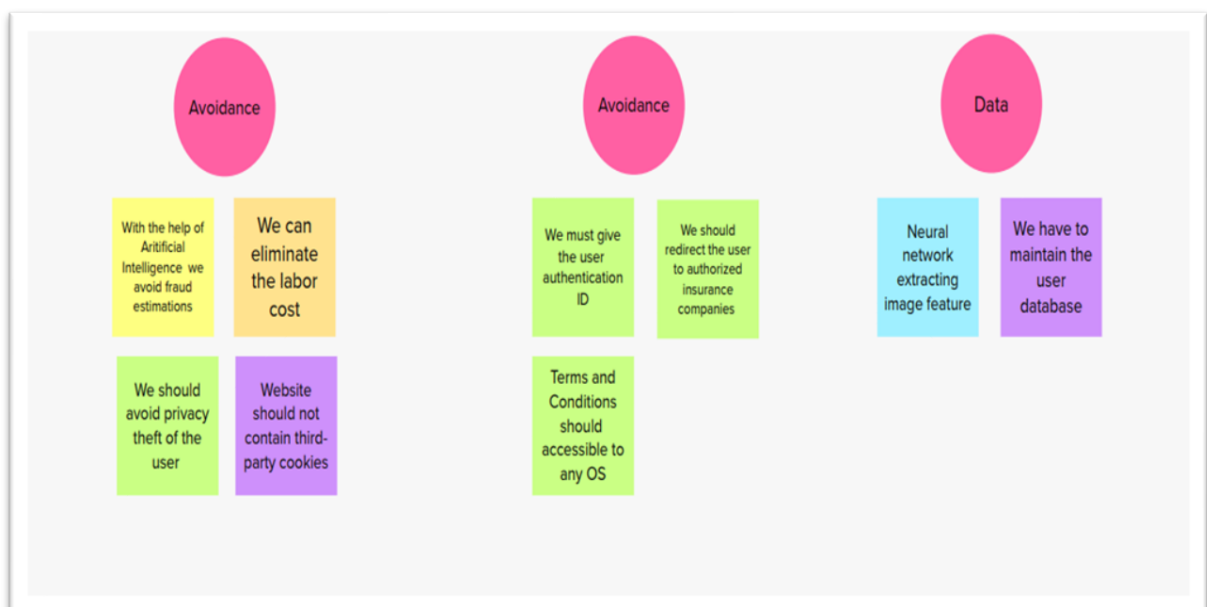 Avoidance
With the help of
Aritificial
Intelligence we
avoid fraud
estimations
We can
eliminate
the labor
cost
We should
avoid privacy
theft of the
user
Website
should not
contain third-
party cookies
Avoidance
We must give
the user
authentication
ID
We should
redirect the user
to authorized
insurance
companies
Terms and
Conditions
should
accessible to
any OS
Data
Neural
network
extracting
image feature
We have to
maintain the
user
database